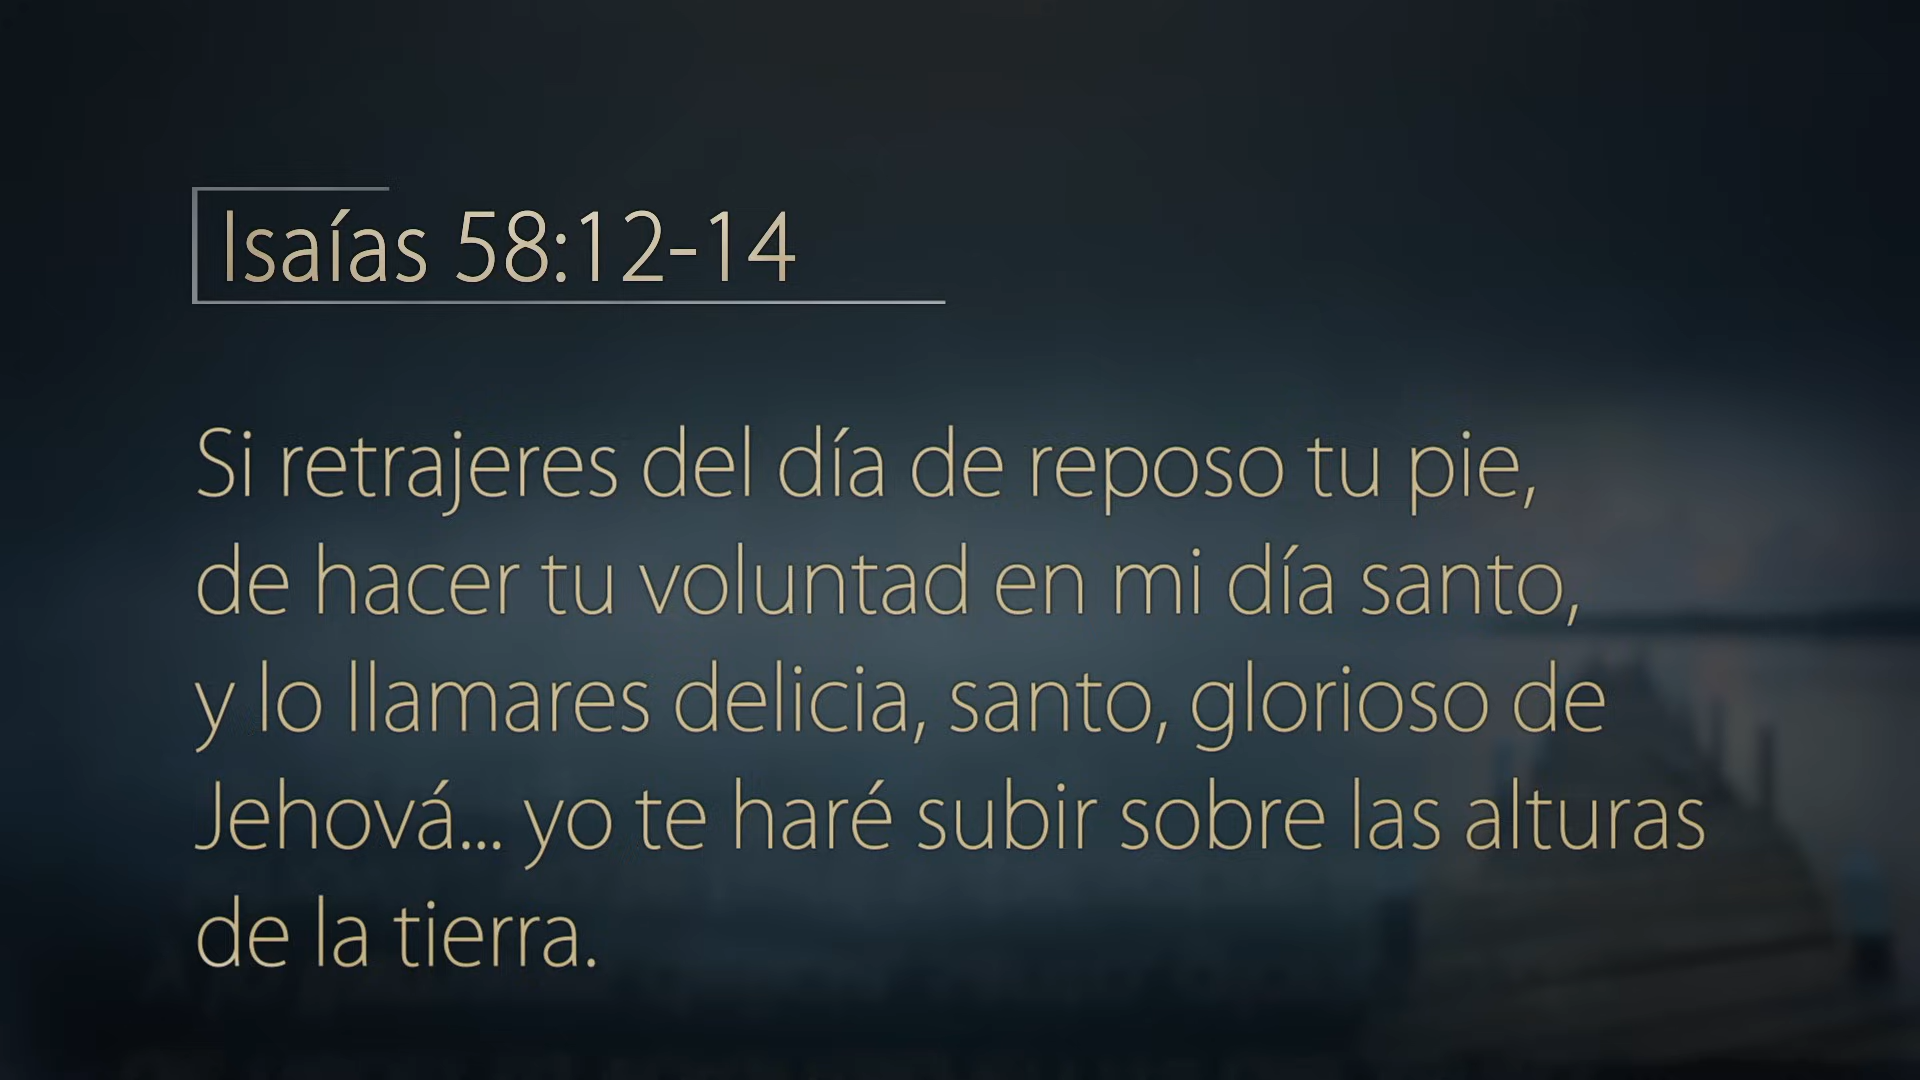 Isaías 58:12-14
Si retrajeres del día de reposo tu pie,
de hacer tu voluntad en mi día santo,
y lo llamares delicia, santo, glorioso de
Jehová... yo te haré subir sobre las alturas
de la tierra.